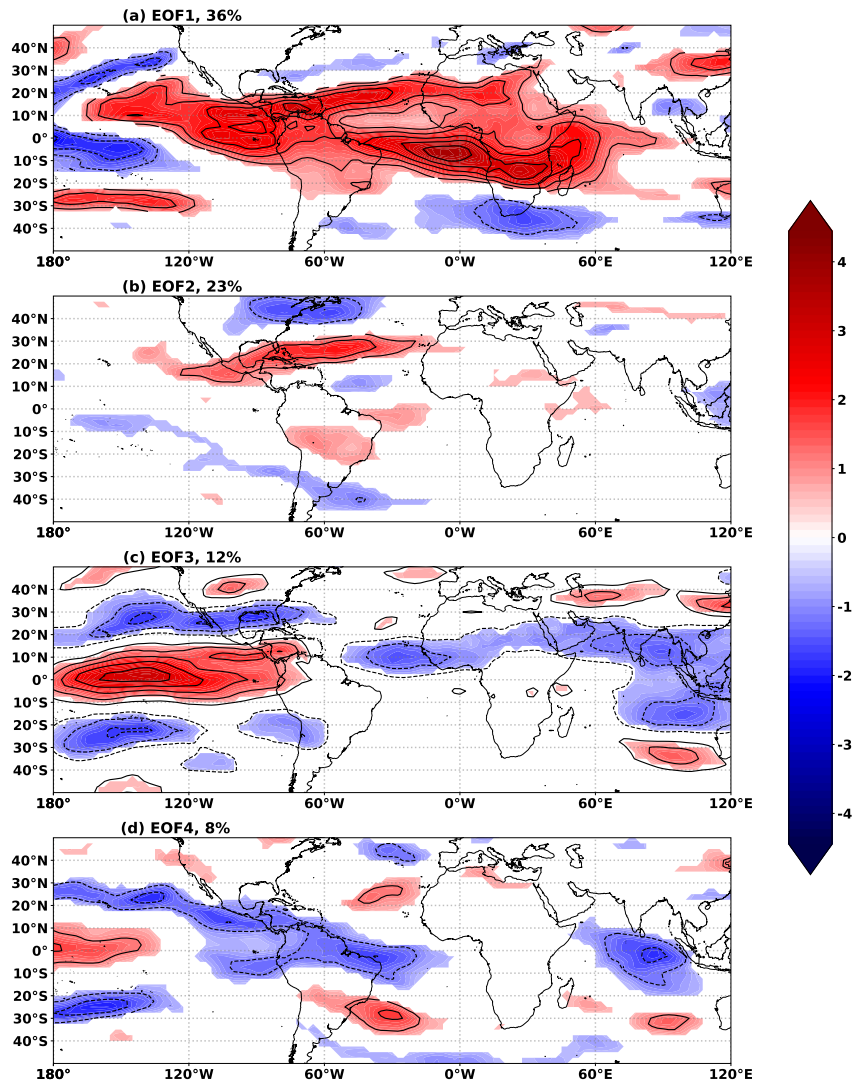 (a) EOF1, 36%
40°N
30°N
20°N
10°N
0°
10°S
20°S
30°S
40°S
180° 120°W 60°W 0°W 60°E 120°E
(b) EOF2, 23%
40°N
30°N
20°N
10°N
0°
10°S
20°S
30°S
40°S
180° 120°W 60°W 0°W 60°E 120°E
(c) EOF3, 12%
40°N
30°N
20°N
10°N
0°
10°S
20°S
30°S
40°S
180° 120°W 60°W 0°W 60°E 120°E
(d) EOF4, 8%
40°N
30°N
20°N
10°N
0°
10°S
20°S
30°S
40°S
180° 120°W 60°W 0°W 60°E 120°E
4
3
2
1
0
-1
-2
-3
-4